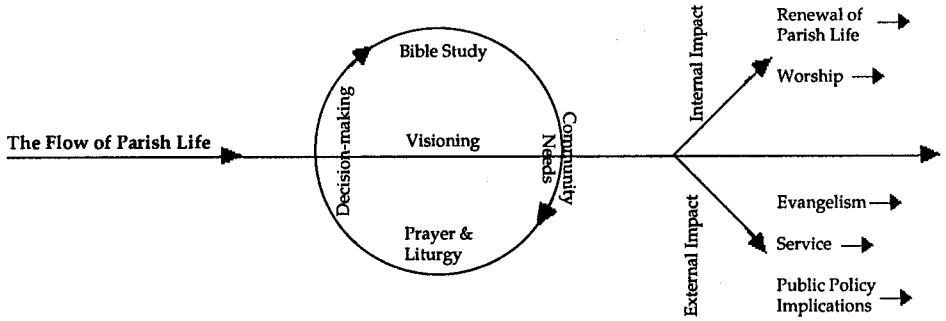 The Flow of Parish Life
Bible Study
Decision-making
Visioning
Community
Needs
Prayer &
Liturgy
Internal Impact
Renewal of
Parish Life
Worship
External Impact
Evangelism
Service
Public Policy
Implications